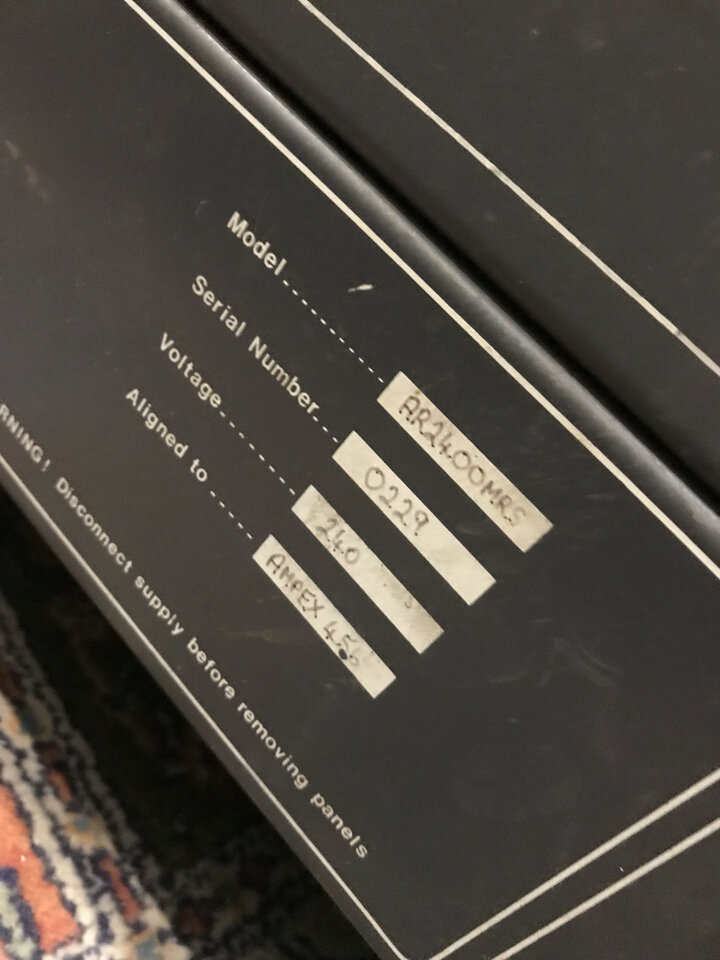 Model........... AR2400MRS
Serial Number.... 0229
Voltage........... 240
Aligned to ....... AMPEX 456
RNING! Disconnect supply before removing panels